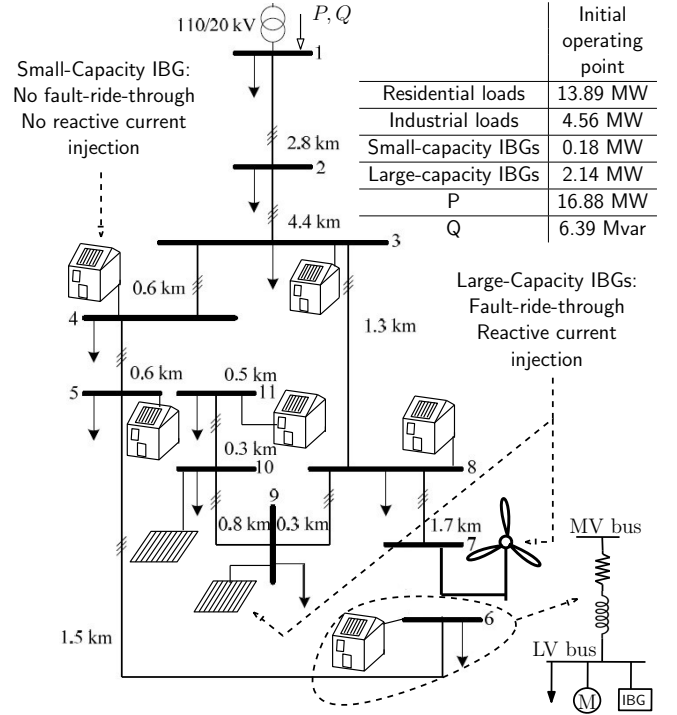 110/20 kV
P, Q
1
Small-Capacity IBG:
No fault-ride-through
No reactive current
injection
Initial
operating
point
Residential loads 13.89 MW
Industrial loads 4.56 MW
Small-capacity IBGs 0.18 MW
Large-capacity IBGs 2.14 MW
P 16.88 MW
Q 6.39 Mvar
2.8 km
2
4.4 km
3
0.6 km
4
1.3 km
Large-Capacity IBGs:
Fault-ride-through
Reactive current
injection
0.6 km
5
0.5 km
11
0.3 km
10
8
9
0.8 km
0.3 km
1.7 km
7
6
1.5 km
MV bus
LV bus
M
IBG